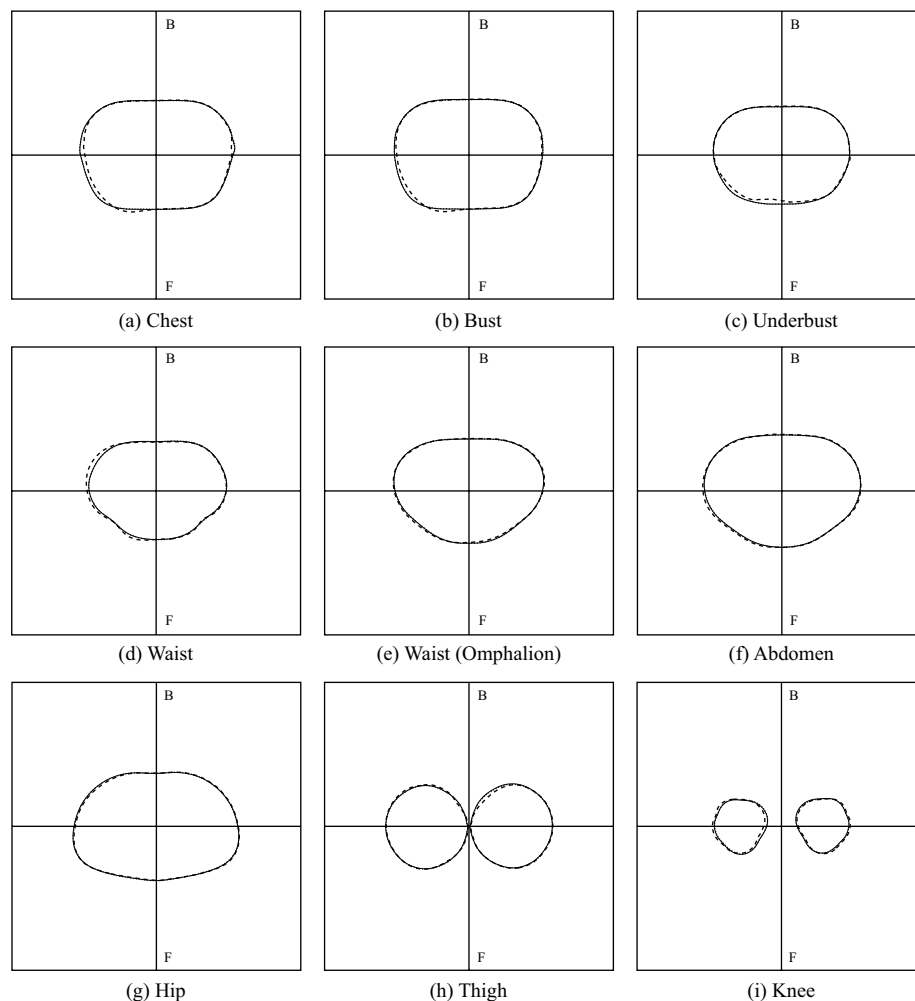 B
B
B
F
F
F
(a) Chest
(b) Bust
(c) Underbust
B
B
B
F
F
F
(d) Waist
(e) Waist (Omphalion)
(f) Abdomen
B
B
B
F
F
F
(g) Hip
(h) Thigh
(i) Knee